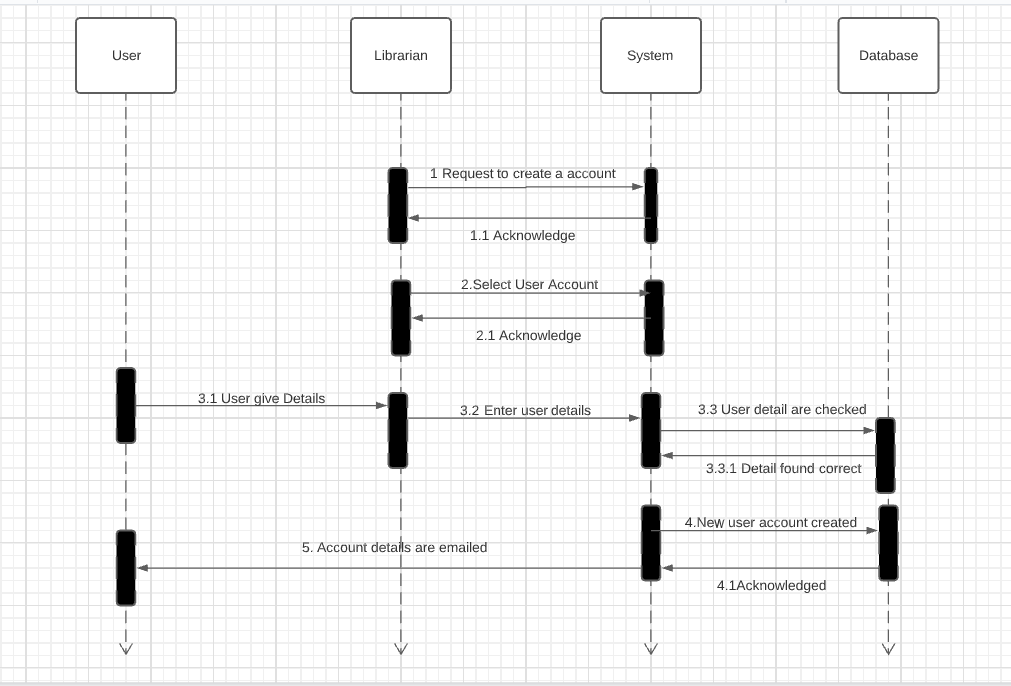 User
Librarian
System
Database
1 Request to create a account
1.1 Acknowledge
2.Select User Account
2.1 Acknowledge
3.1 User give Details
3.2 Enter user details
3.3 User detail are checked
3.3.1 Detail found correct
4.New user account created
5. Account details are emailed
4.1Acknowledged